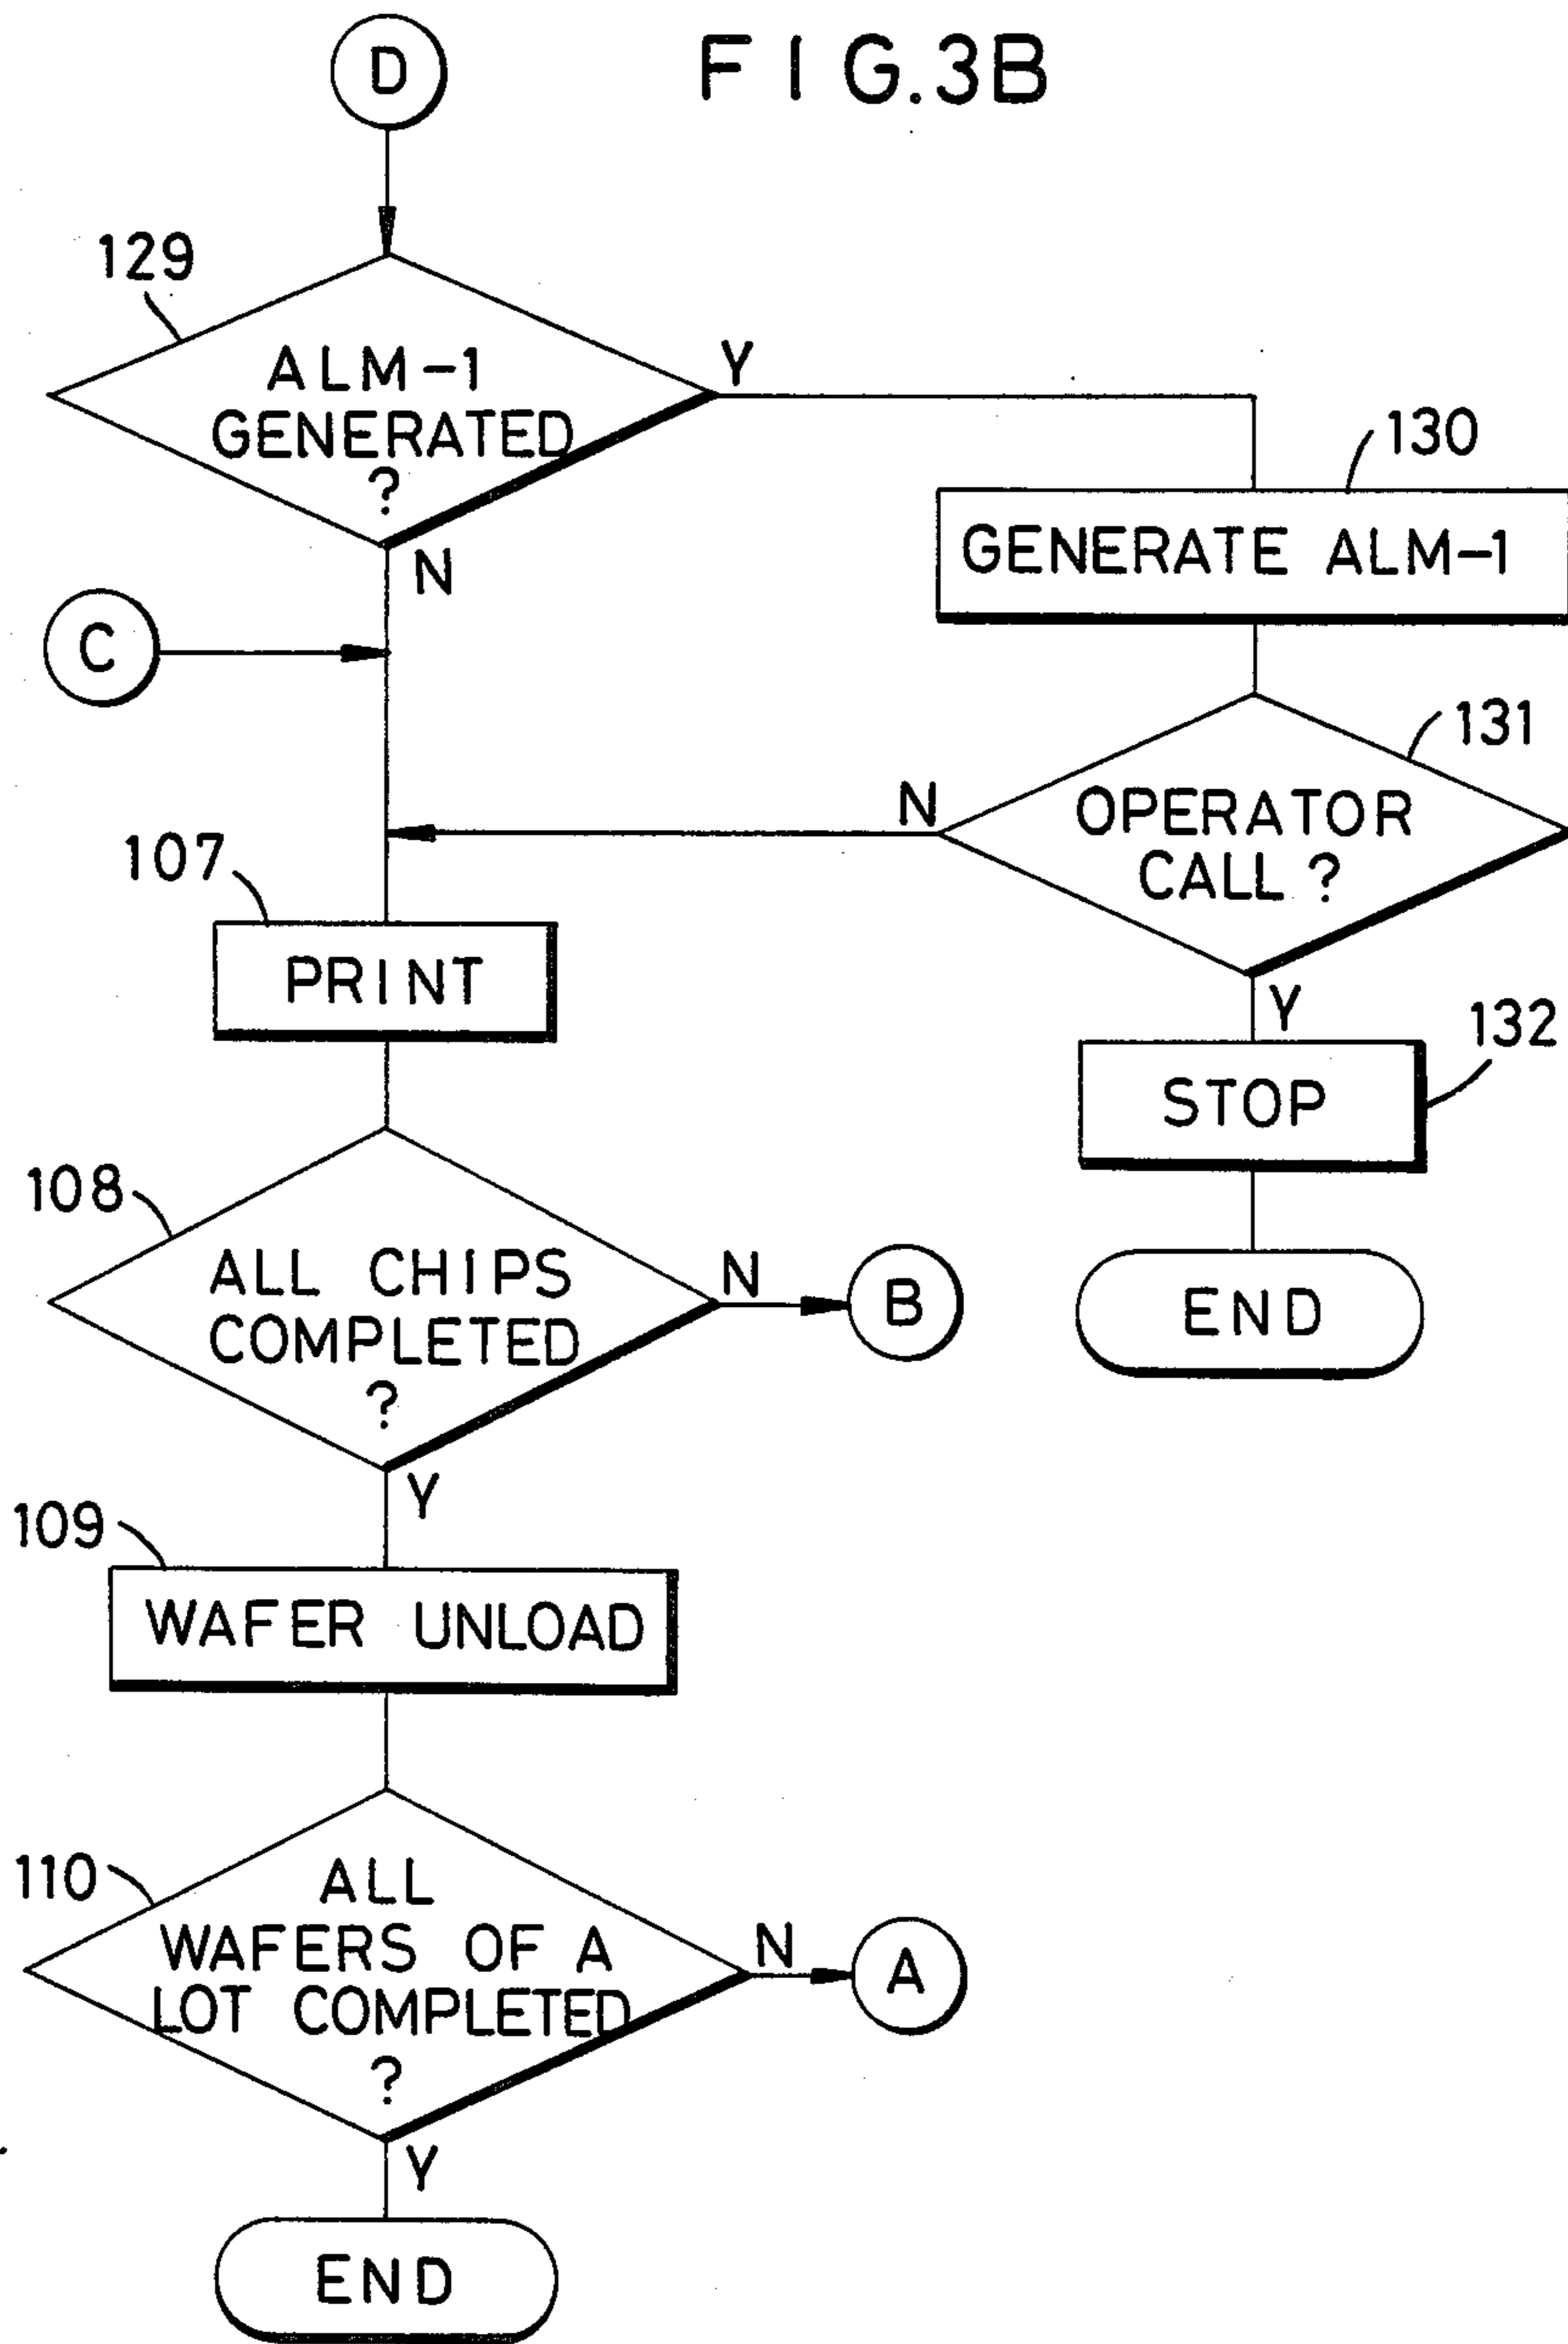 D
F I G.3B
129
ALM-1
GENERATED
?
Y
N
130
GENERATE ALM-1
C
131
OPERATOR
CALL ?
N
Y
107
PRINT
132
STOP
END
108
ALL CHIPS
COMPLETED
?
N
B
Y
109
WAFER UNLOAD
110
ALL
WAFERS OF A
LOT COMPLETED
?
N
A
Y
END